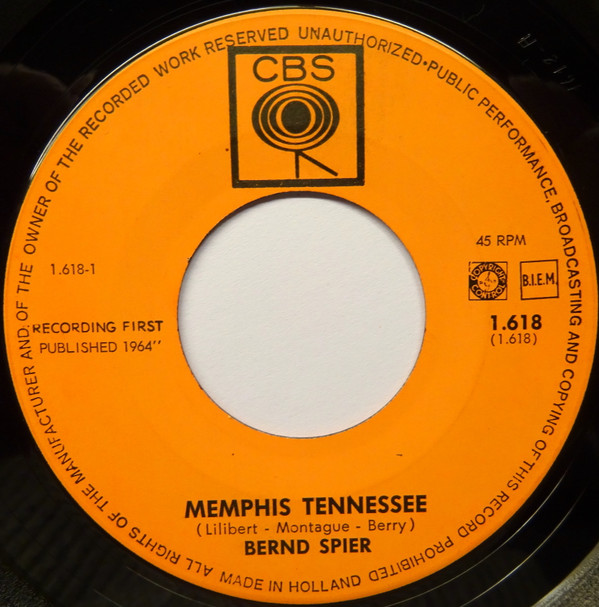 ALL RIGHTS OF THE MANUFACTURER AND OF THE OWNER OF THE RECORDED WORK RESERVED UNAUTHORIZED•PUBLIC PERFORMANCE, BROADCASTING AND COPYING OF THIS RECORD PROHIBITED
CBS
45 RPM
1.618-1
COPYRIGHT CONTROL
B.I.E.M.
RECORDING FIRST
PUBLISHED 1964"
1.618
(1.618)
MEMPHIS TENNESSEE
(Lilibert - Montague - Berry)
BERND SPIER
MADE IN HOLLAND